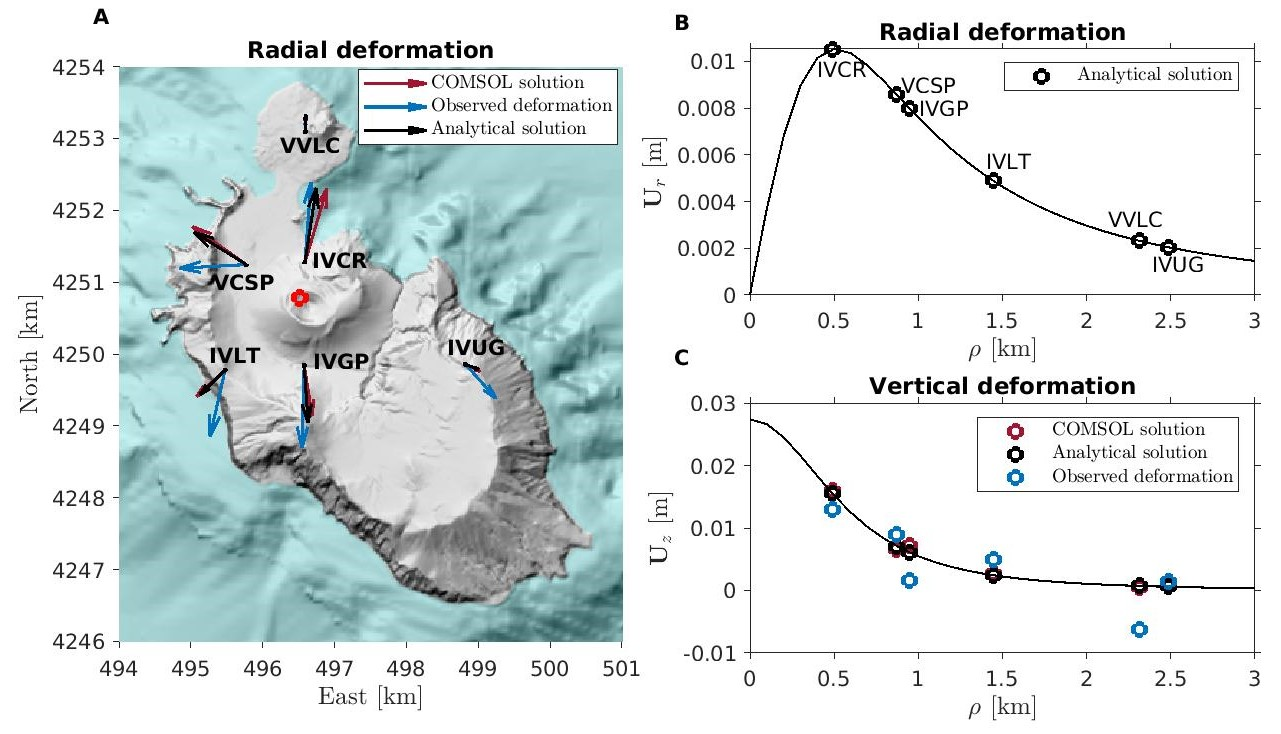 A
Radial deformation
COMSOL solution
Observed deformation
Analytical solution
VVLC
IVCR
VCSP
IVLT
IVGP
IVUG
4254
4253
4252
4251
4250
4249
4248
4247
4246
494 495 496 497 498 499 500 501
North [km]
East [km]
B
Radial deformation
Analytical solution
IVCR
VCSP
IVGP
IVLT
VVLC
IVUG
0.01
0.008
0.006
0.004
0.002
0
0 0.5 1 1.5 2 2.5 3
Ur [m]
ρ [km]
C
Vertical deformation
COMSOL solution
Analytical solution
Observed deformation
0.03
0.02
0.01
0
-0.01
0 0.5 1 1.5 2 2.5 3
Uz [m]
ρ [km]